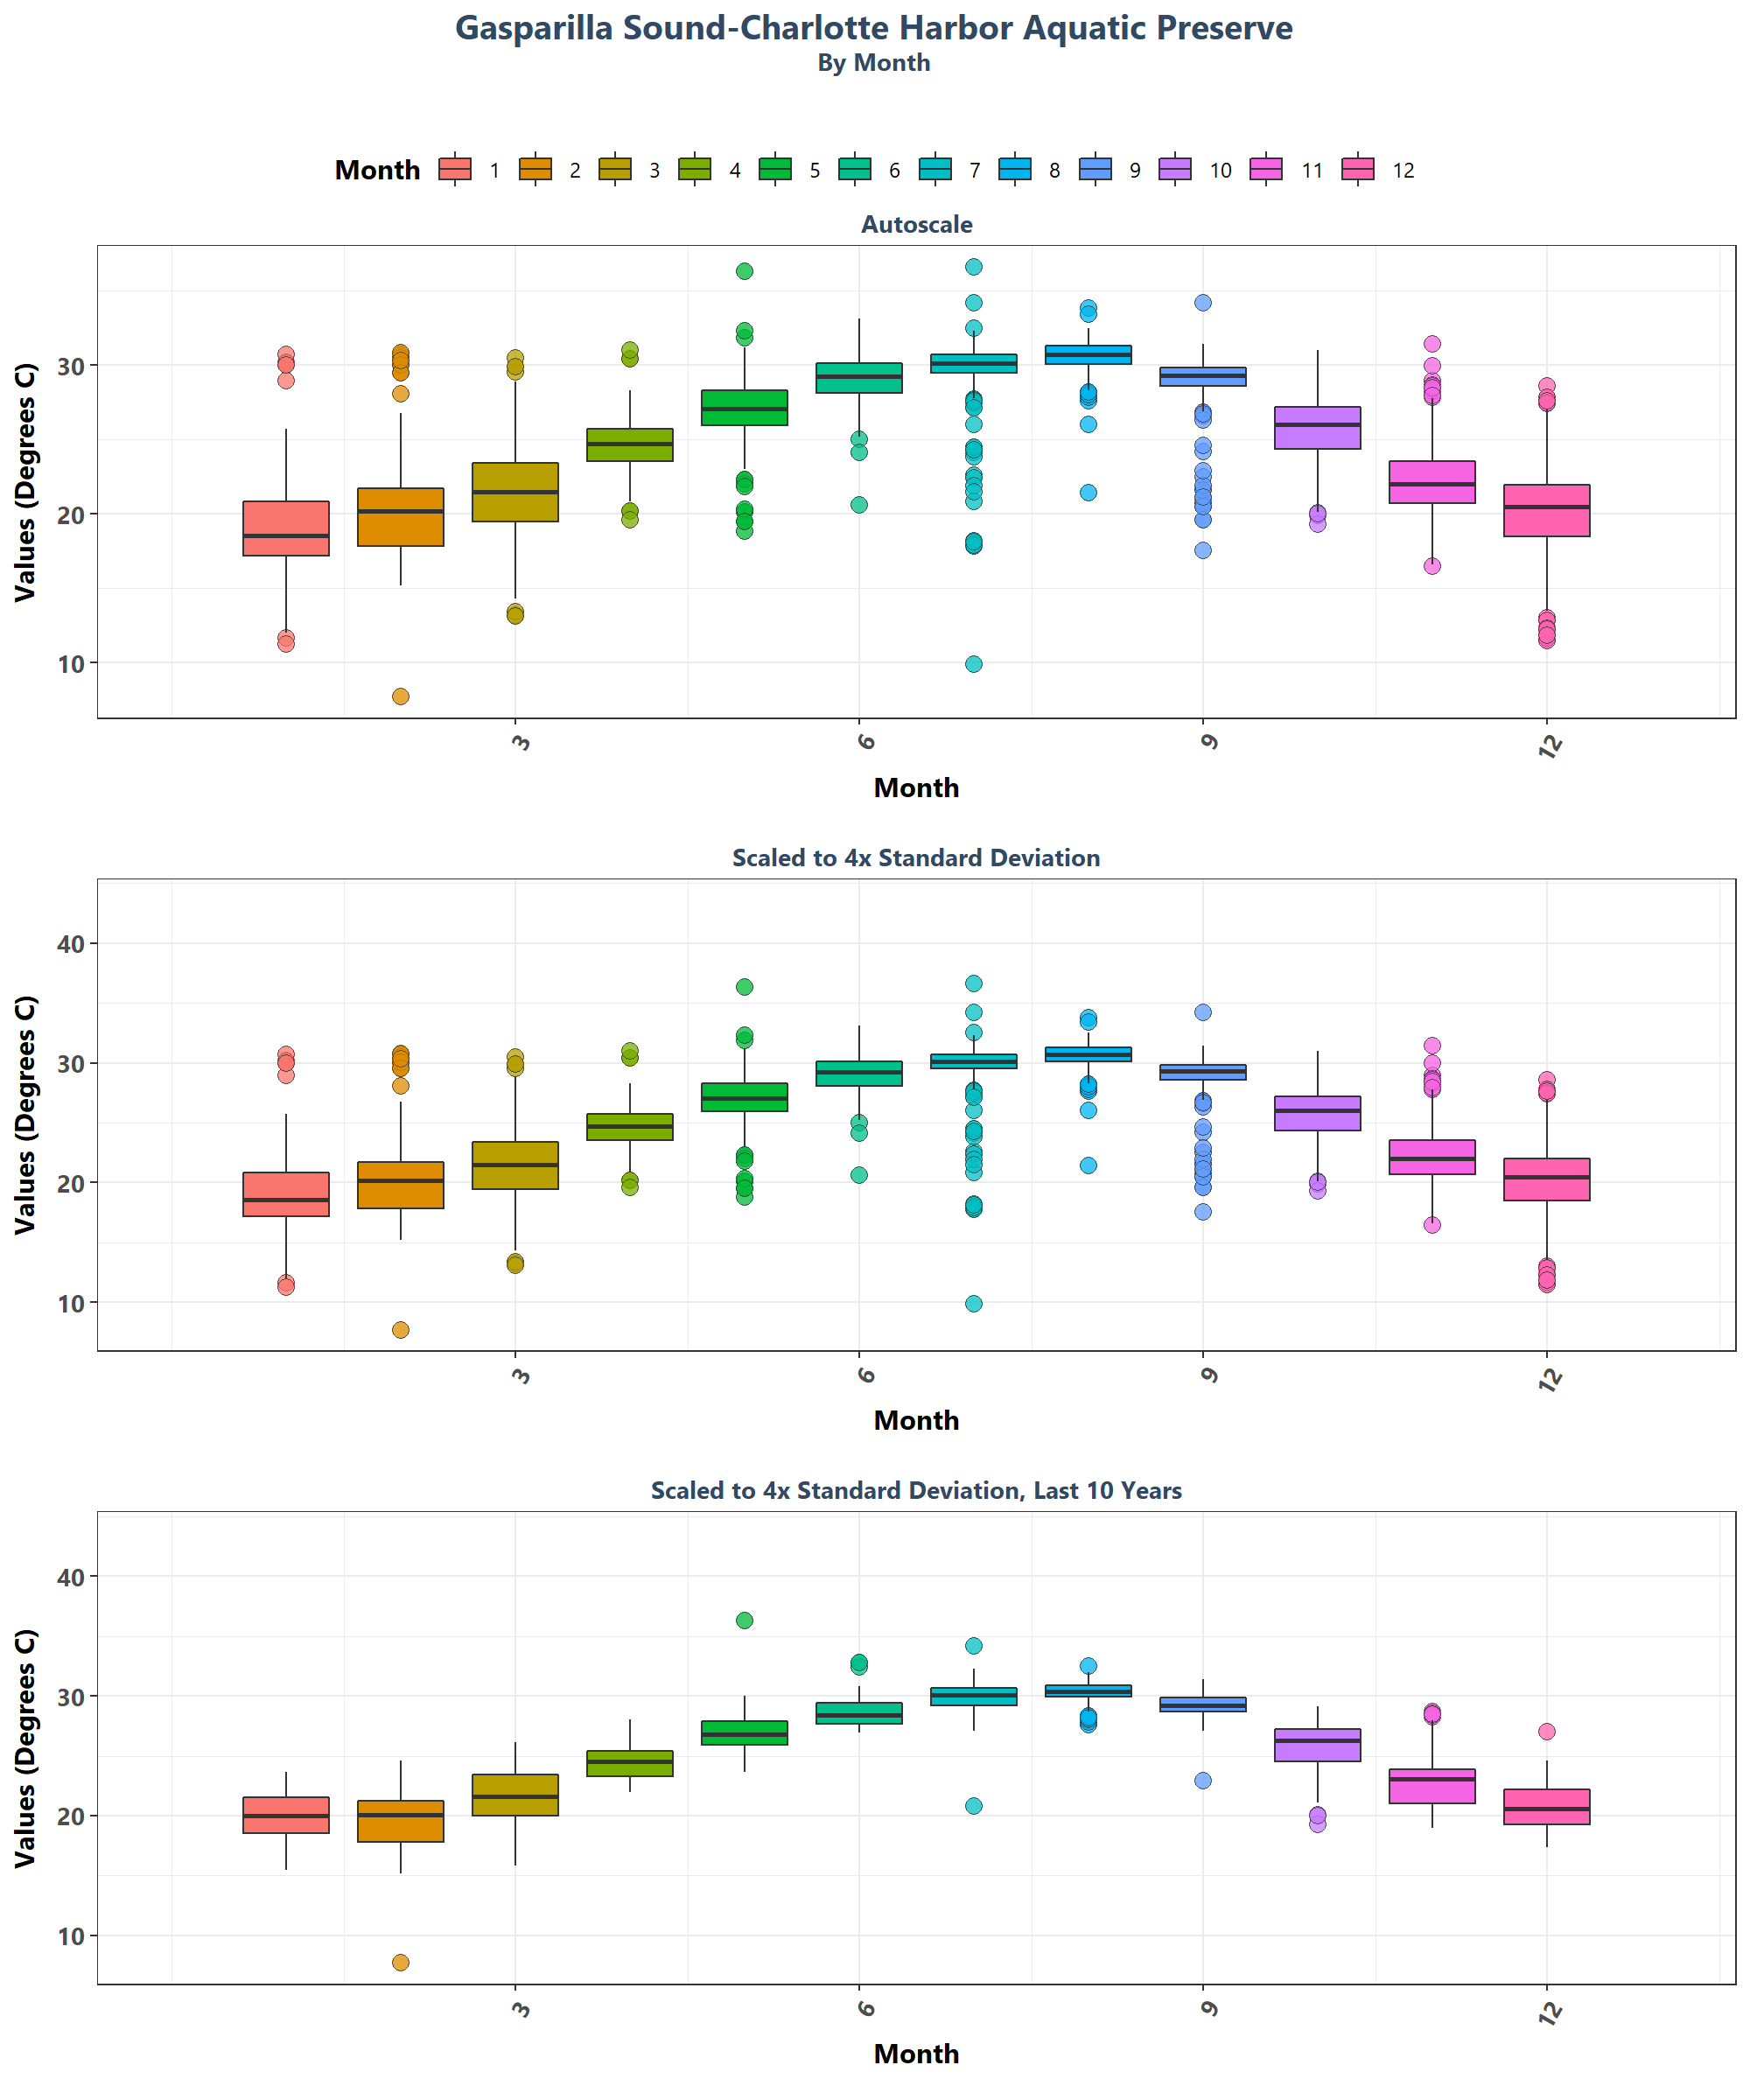 Gasparilla Sound-Charlotte Harbor Aquatic Preserve
By Month
Month 1 2 3 4 5 6 7 8 9 10 11 12
Autoscale
Values (Degrees C)
30
20
10
3 6 9 12
Month
Scaled to 4x Standard Deviation
Values (Degrees C)
40
30
20
10
3 6 9 12
Month
Scaled to 4x Standard Deviation, Last 10 Years
Values (Degrees C)
40
30
20
10
3 6 9 12
Month